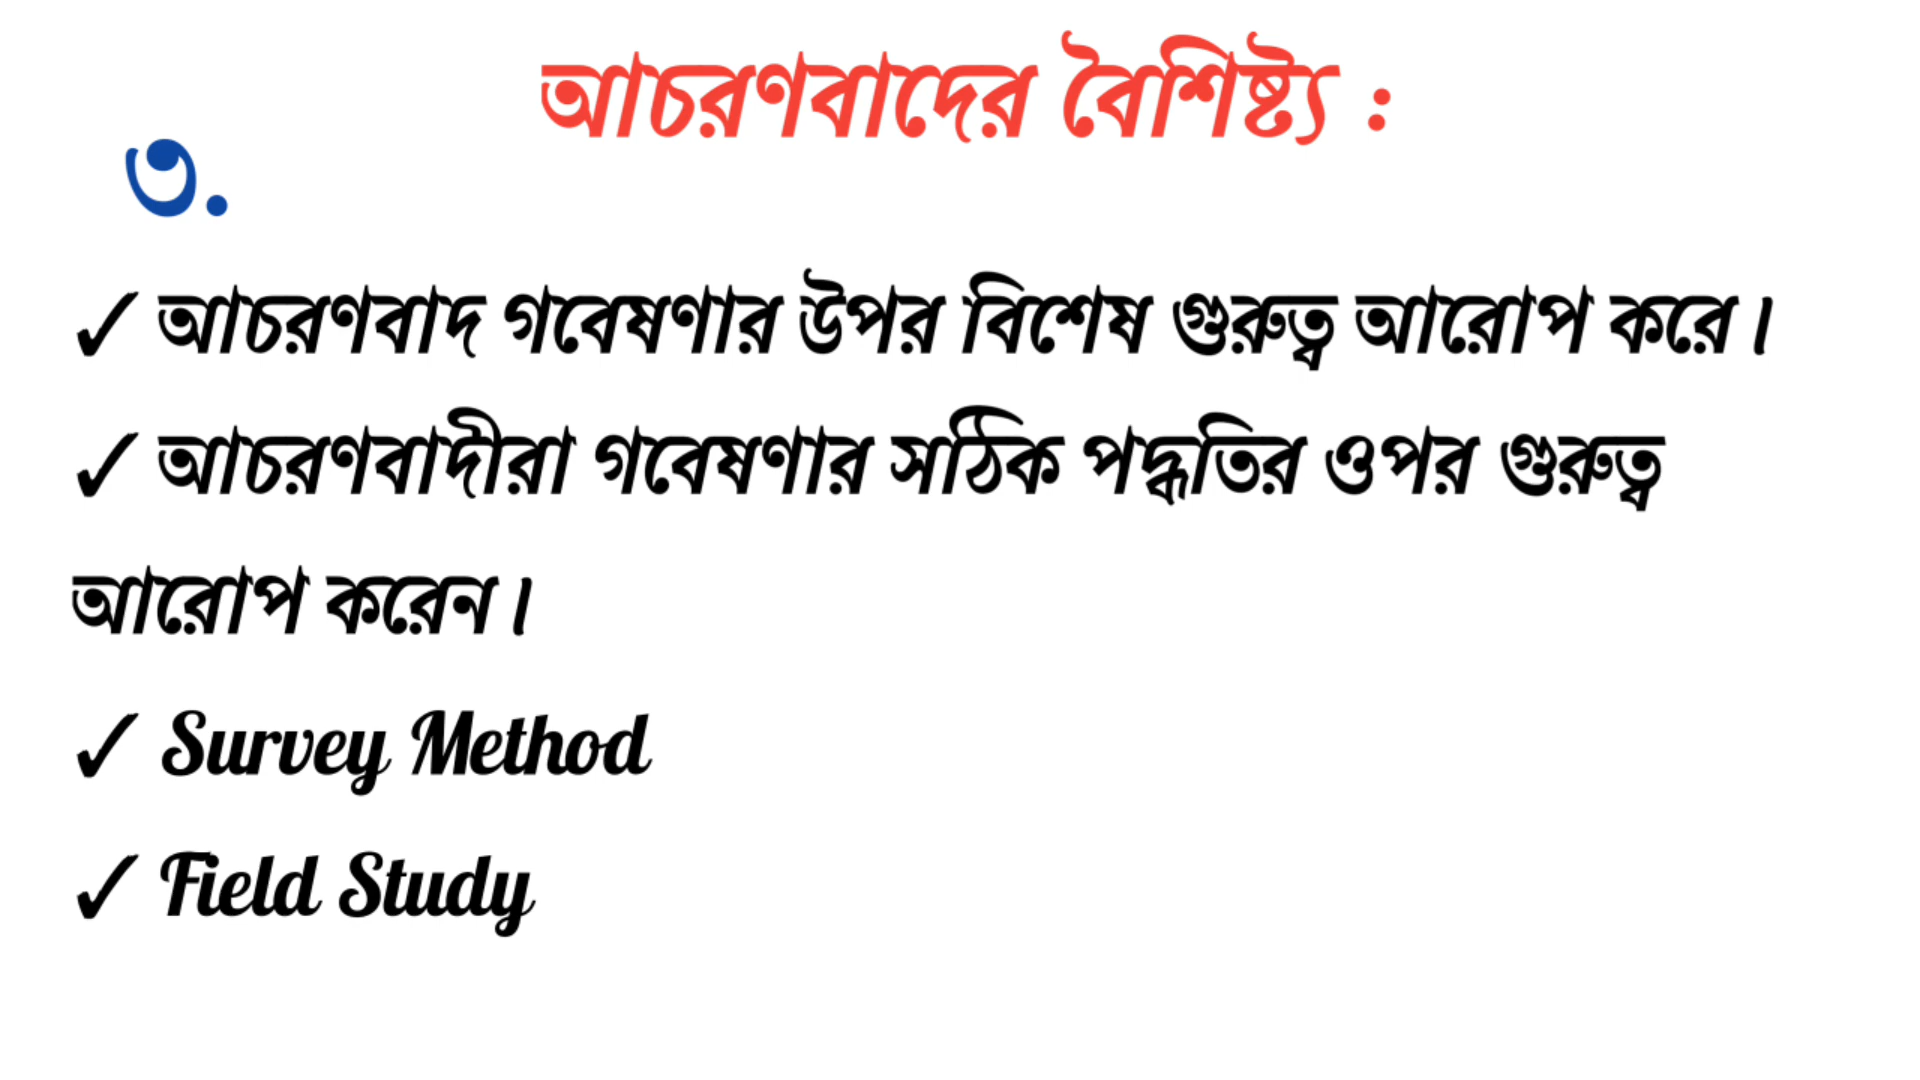 আচরণবাদের বৈশিষ্ট্য :
৩.
✓ আচরণবাদ গবেষণার উপর বিশেষ গুরুত্ব আরোপ করে।
✓ আচরণবাদীরা গবেষণার সঠিক পদ্ধতির ওপর গুরুত্ব
আরোপ করেন।
✓ Survey Method
✓ Field Study